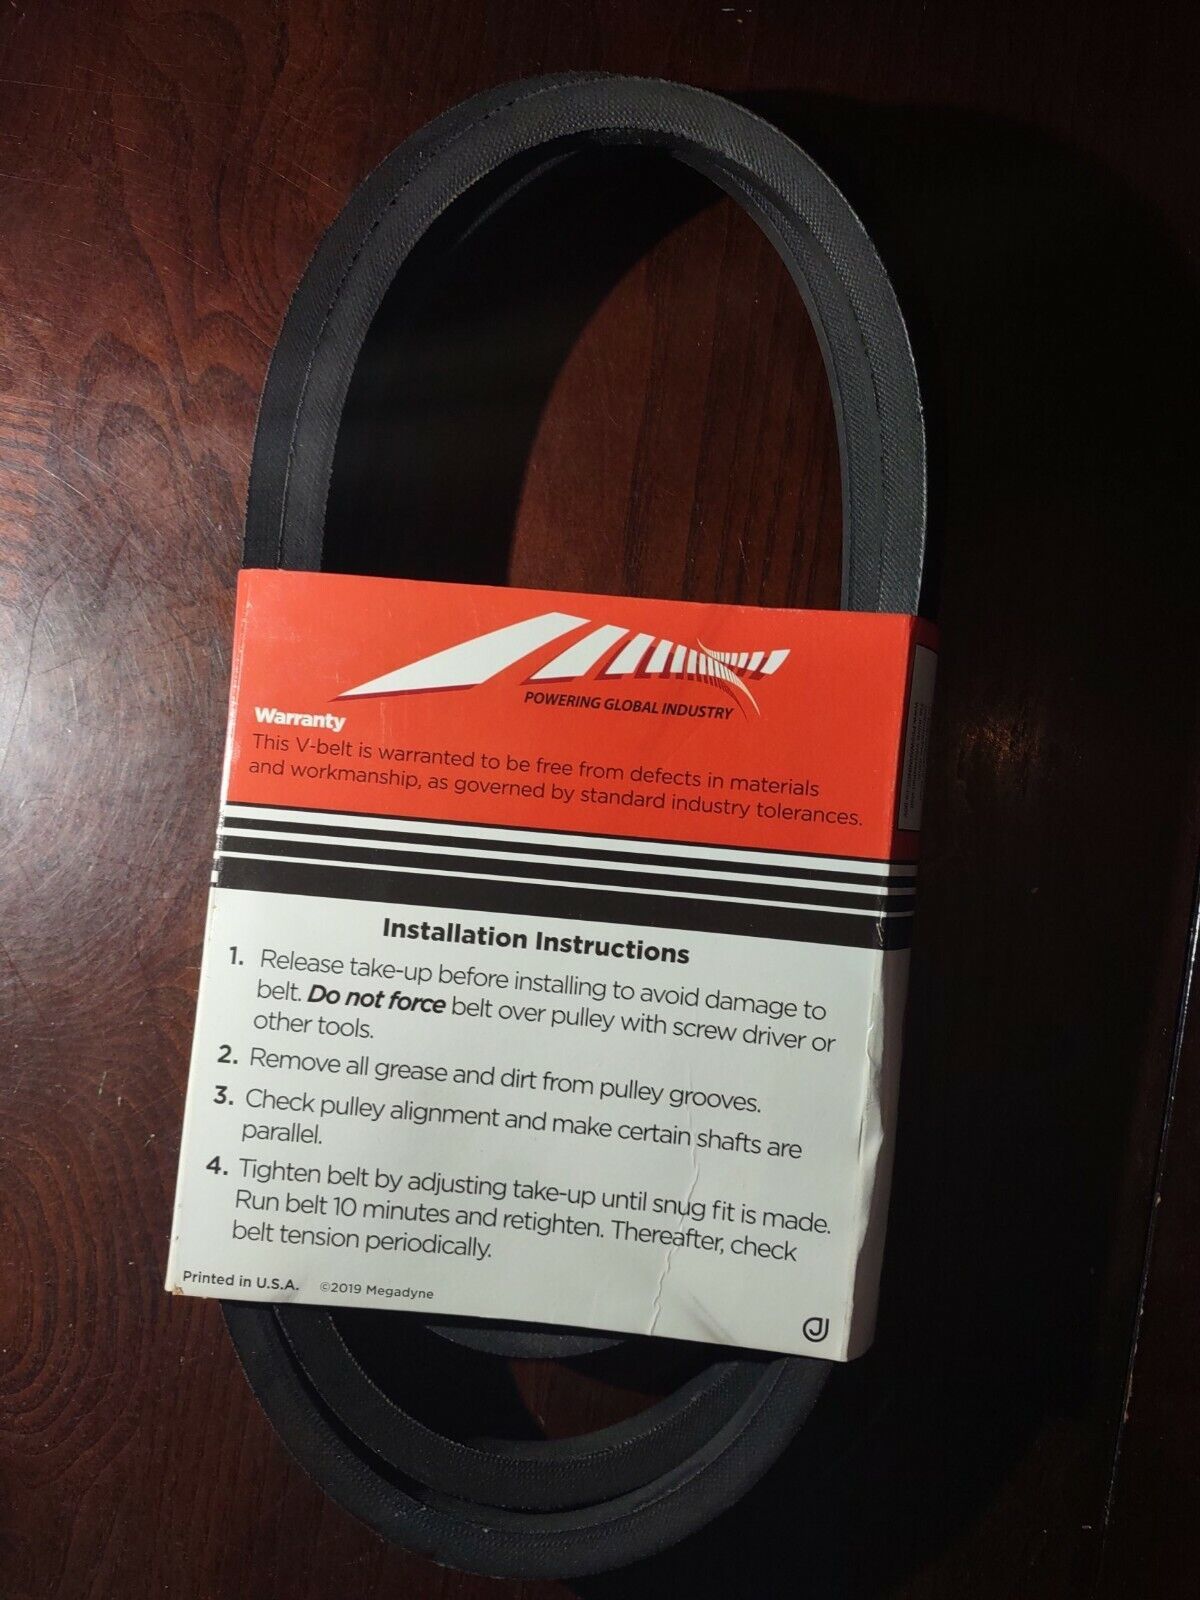 POWERING GLOBAL INDUSTRY
Warranty
This V-belt is warranted to be free from defects in materials
and workmanship, as governed by standard industry tolerances.
Installation Instructions
1. Release take-up before installing to avoid damage to
belt. Do not force belt over pulley with screw driver or
other tools.
2. Remove all grease and dirt from pulley grooves.
3. Check pulley alignment and make certain shafts are
parallel.
4. Tighten belt by adjusting take-up until snug fit is made.
Run belt 10 minutes and retighten. Thereafter, check
belt tension periodically.
Printed in U.S.A. ©2019 Megadyne